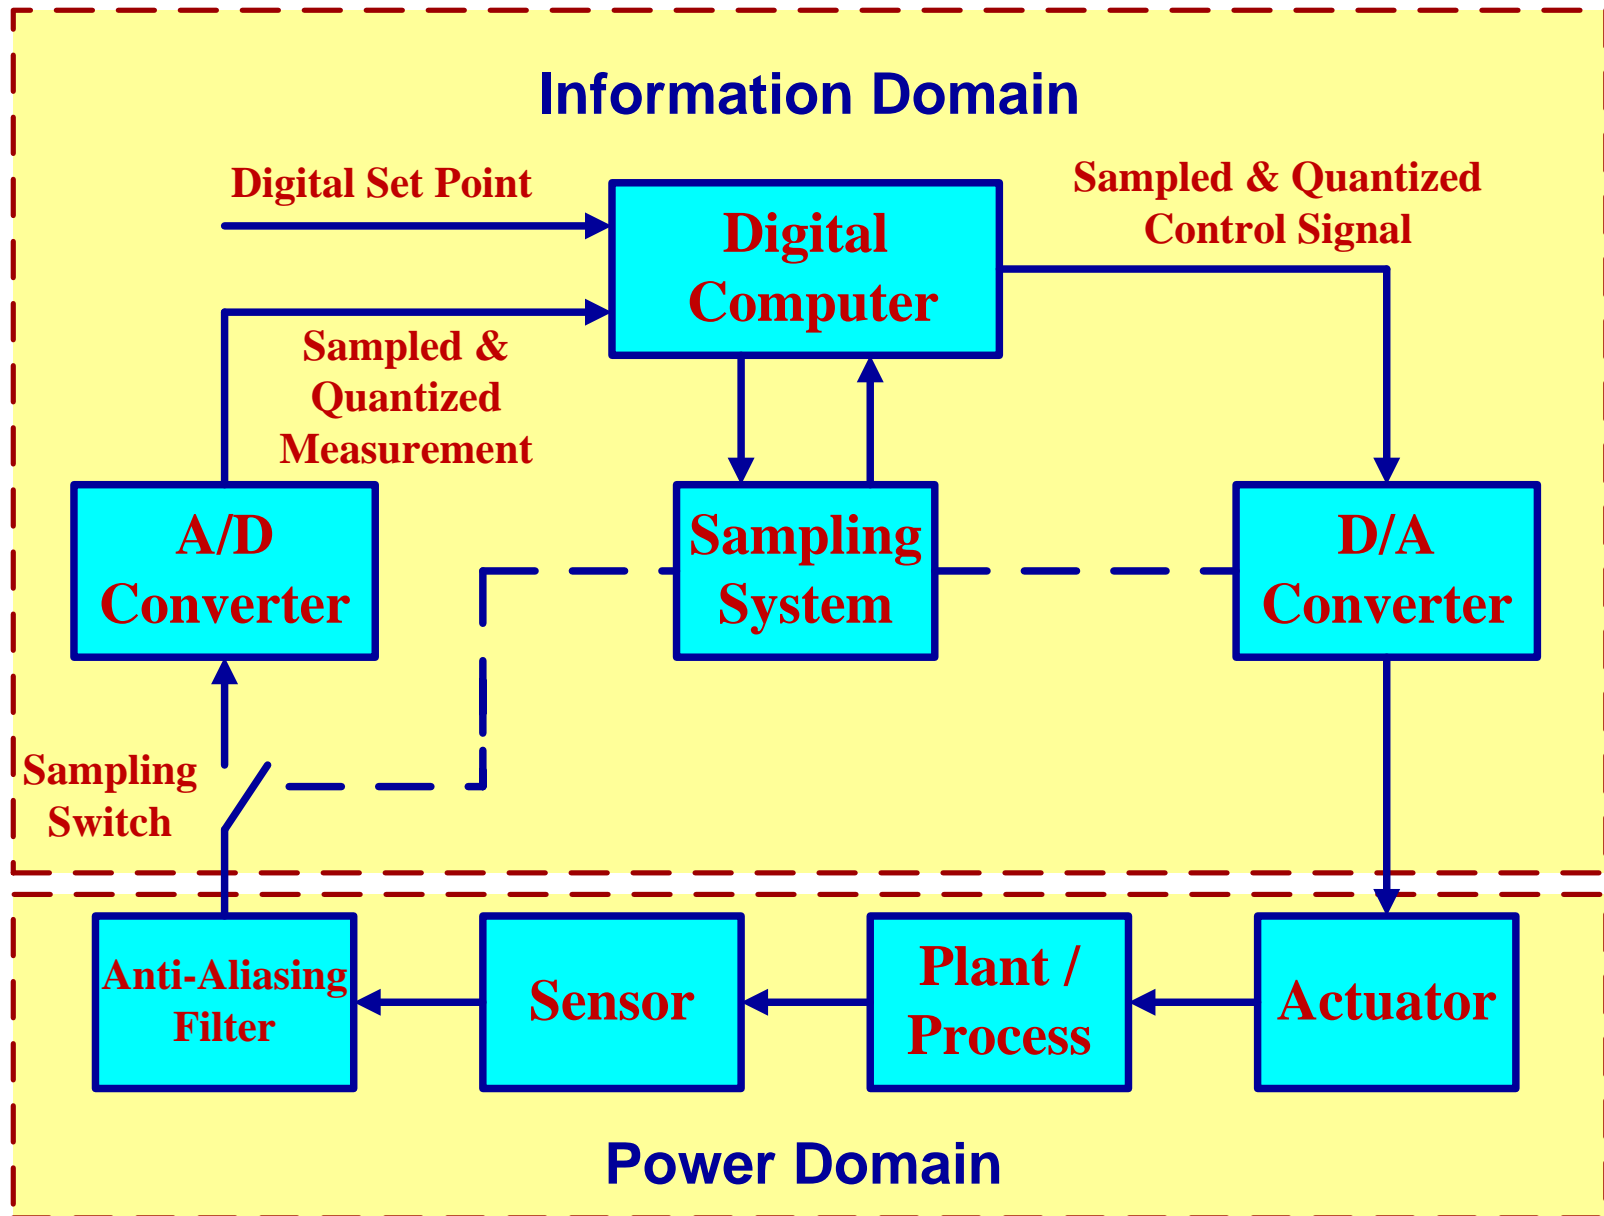 Information Domain
Digital Set Point
Sampled & Quantized
Control Signal
Digital
Computer
Sampled &
Quantized
Measurement
A/D
Converter
Sampling
System
D/A
Converter
Sampling
Switch
Anti-Aliasing
Filter
Sensor
Plant /
Process
Actuator
Power Domain